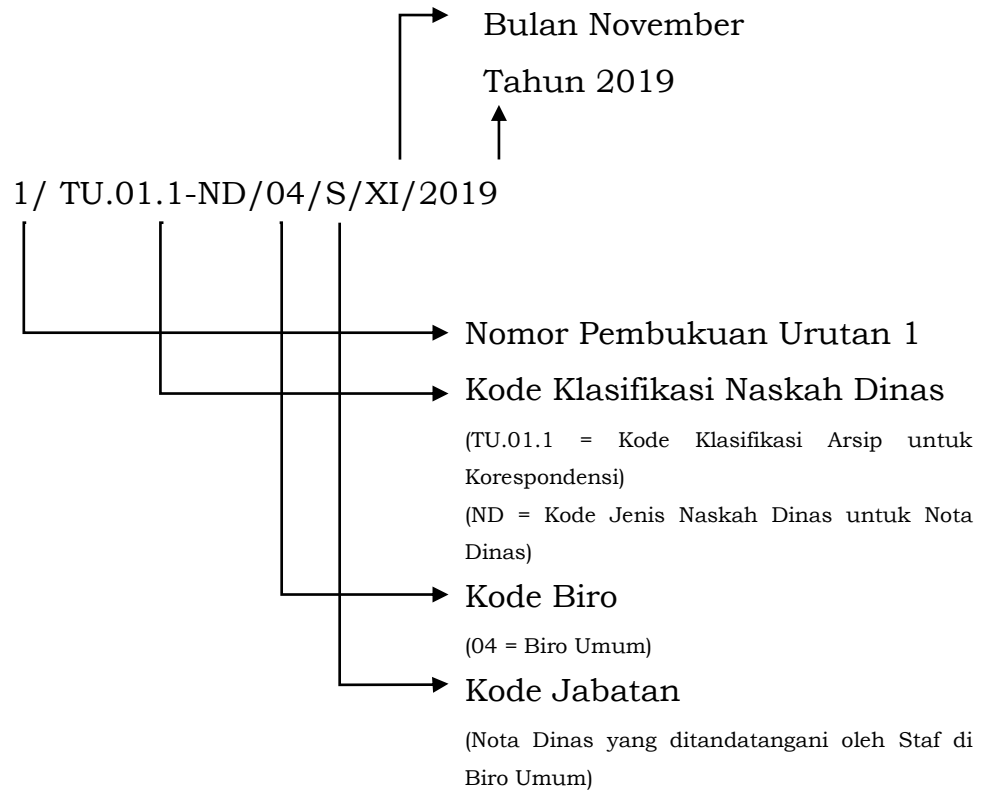 Bulan November
Tahun 2019
1/ TU.01.1-ND/04/S/XI/2019
Nomor Pembukuan Urutan 1
Kode Klasifikasi Naskah Dinas
(TU.01.1 = Kode Klasifikasi Arsip untuk
Korespondensi)
(ND = Kode Jenis Naskah Dinas untuk Nota
Dinas)
Kode Biro
(04 = Biro Umum)
Kode Jabatan
(Nota Dinas yang ditandatangani oleh Staf di
Biro Umum)